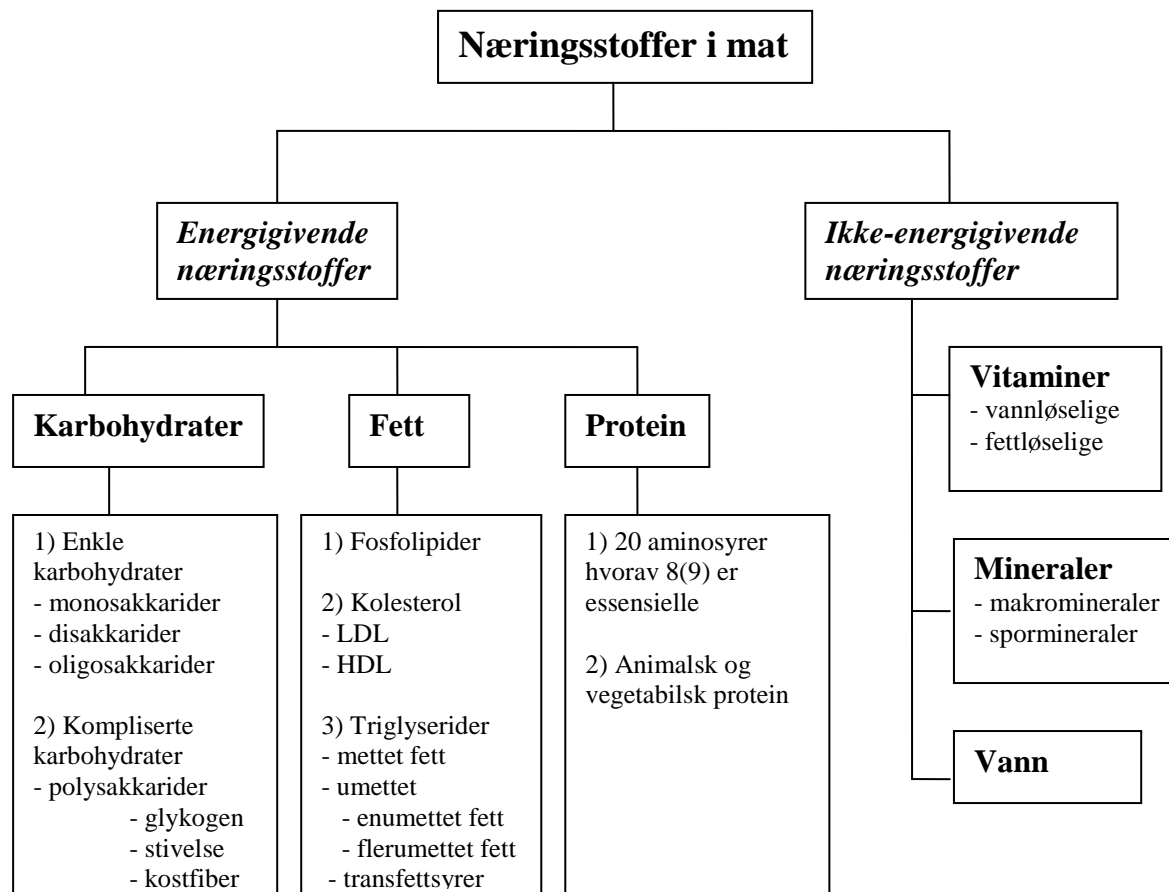 Næringsstoffer i mat
Energigivende
næringsstoffer
Ikke-energigivende
næringsstoffer
Karbohydrater
Fett
Protein
1) Enkle
karbohydrater
- monosakkarider
- disakkarider
- oligosakkarider
2) Kompliserte
karbohydrater
- polysakkarider
- glykogen
- stivelse
- kostfiber
1) Fosfolipider
2) Kolesterol
- LDL
- HDL
3) Triglyserider
- mettet fett
- umettet
- enumettet fett
- flerumettet fett
- transfettsyrer
1) 20 aminosyrer
hvorav 8(9) er
essensielle
2) Animalsk og
vegetabilsk protein
Vitaminer
- vannløselige
- fettløselige
Mineraler
- makromineraler
- spormineraler
Vann